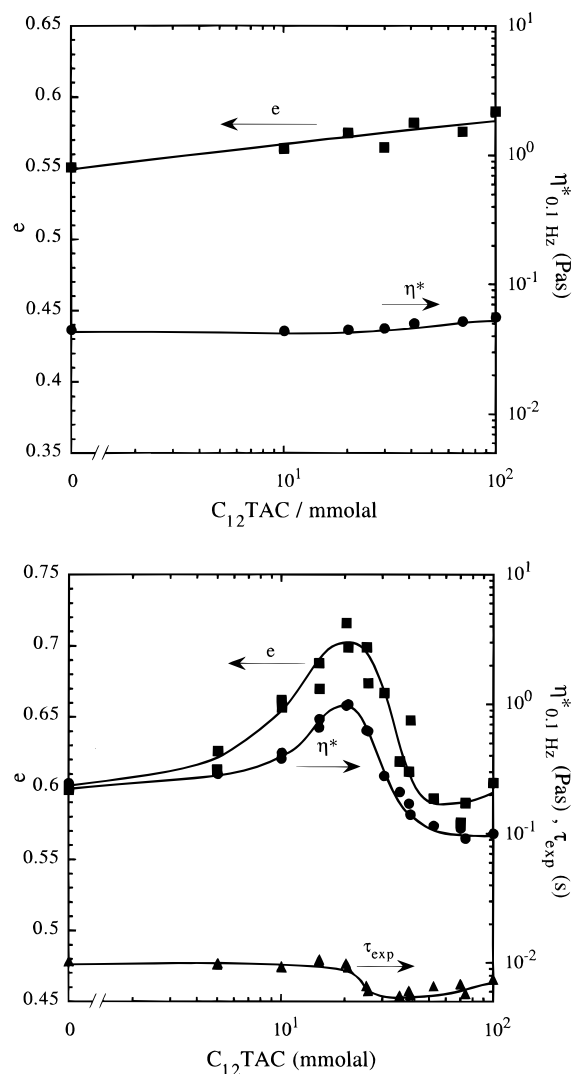 0.65
0.6
0.55
0.5
0.45
0.4
0.35
e
e
η*
10¹
10⁰
10⁻¹
10⁻²
η*0.1 Hz (Pas)
0
10¹
10²
C₁₂TAC / mmolal
0.75
0.7
0.65
0.6
0.55
0.5
0.45
e
e
η*
τexp
10¹
10⁰
10⁻¹
10⁻²
η*0.1 Hz (Pas) , τexp (s)
0
10¹
10²
C₁₂TAC (mmolal)